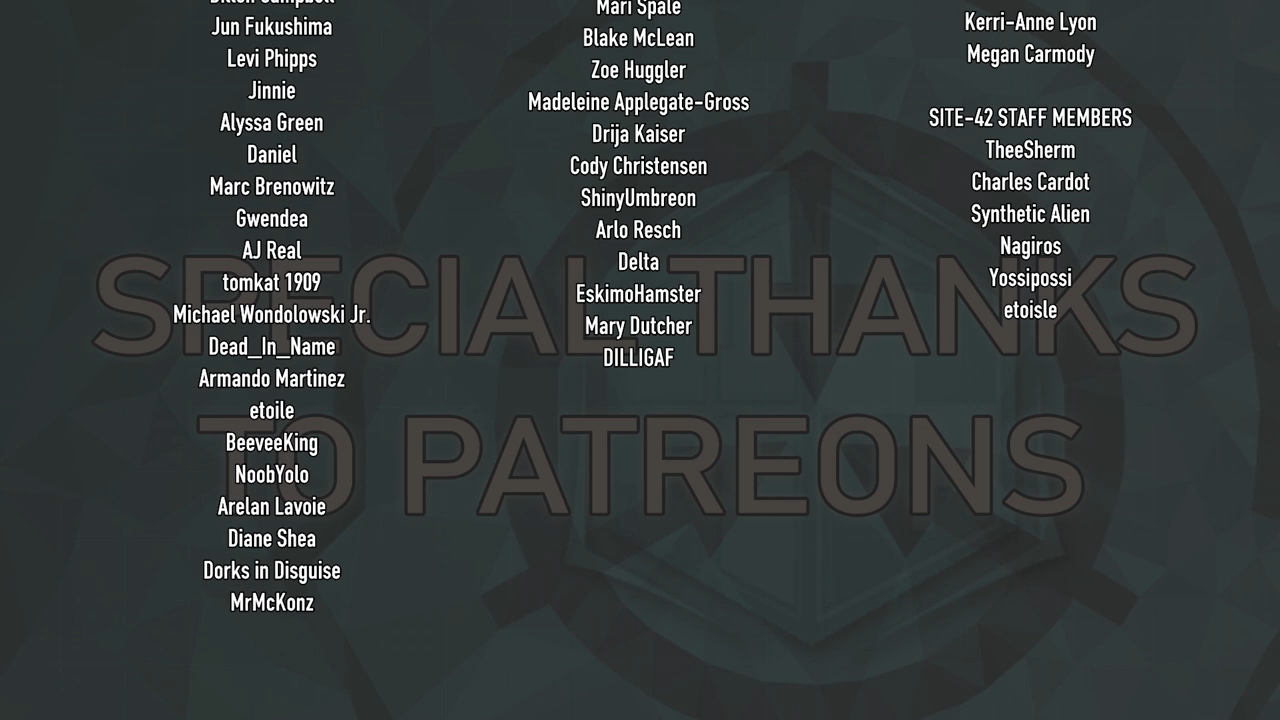 Campbell
Jun Fukushima
Levi Phipps
Jinnie
Alyssa Green
Daniel
Marc Brenowitz
Gwendea
AJ Real
tomkat 1909
Michael Wondolowski Jr.
Dead_In_Name
Armando Martinez
etoile
BeeveeKing
NoobYolo
Arelan Lavoie
Diane Shea
Dorks in Disguise
MrMcKonz
Mari Spale
Blake McLean
Zoe Huggler
Madeleine Applegate-Gross
Drija Kaiser
Cody Christensen
ShinyUmbreon
Arlo Resch
Delta
EskimoHamster
Mary Dutcher
DILLIGAF
Kerri-Anne Lyon
Megan Carmody
SITE-42 STAFF MEMBERS
TheeSherm
Charles Cardot
Synthetic Alien
Nagiros
Yossipossi
etoisle
SPECIAL THANKS
TO PATREONS